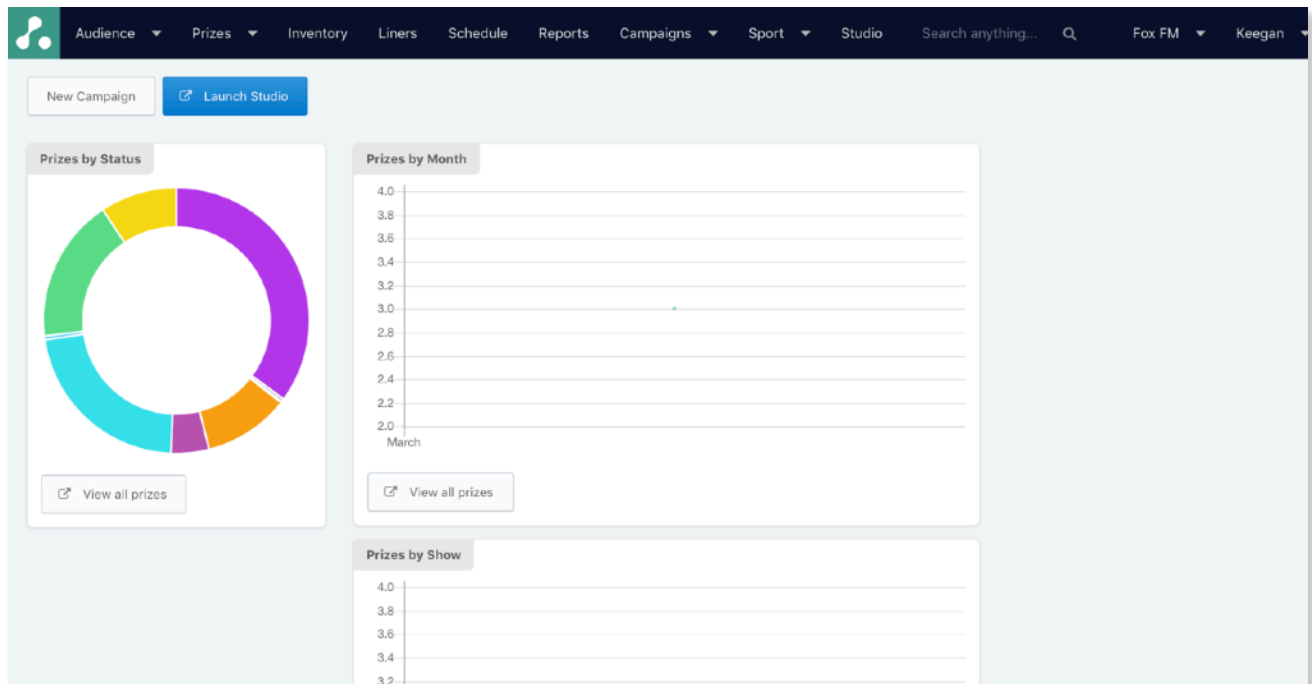 Audience Prizes Inventory Liners Schedule Reports Campaigns Sport Studio Search anything... Fox FM Keegan
New Campaign Launch Studio
Prizes by Status
View all prizes
Prizes by Month
4.0
3.8
3.6
3.4
3.2
3.0
2.8
2.6
2.4
2.2
2.0
March
View all prizes
Prizes by Show
4.0
3.8
3.6
3.4
3.2